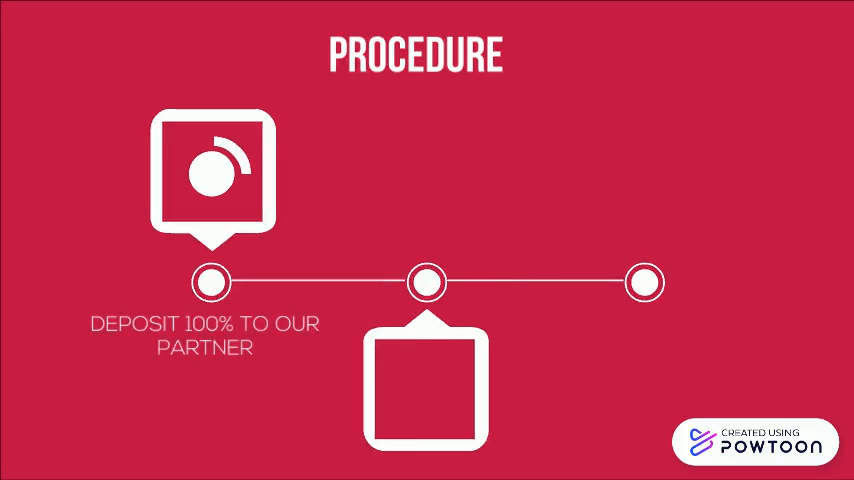 PROCEDURE
DEPOSIT 100% TO OUR
PARTNER
CREATED USING
POWTOON